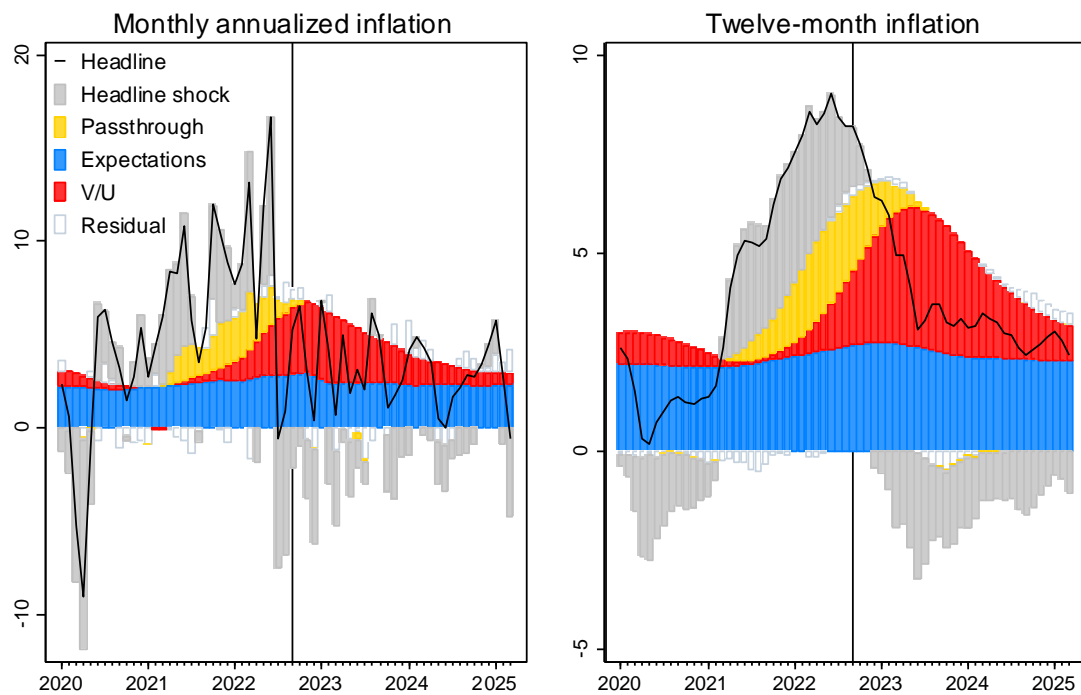 Monthly annualized inflation
20
10
0
-10
Headline
Headline shock
Passthrough
Expectations
V/U
Residual
2020 2021 2022 2023 2024 2025
Twelve-month inflation
10
5
0
-5
2020 2021 2022 2023 2024 2025